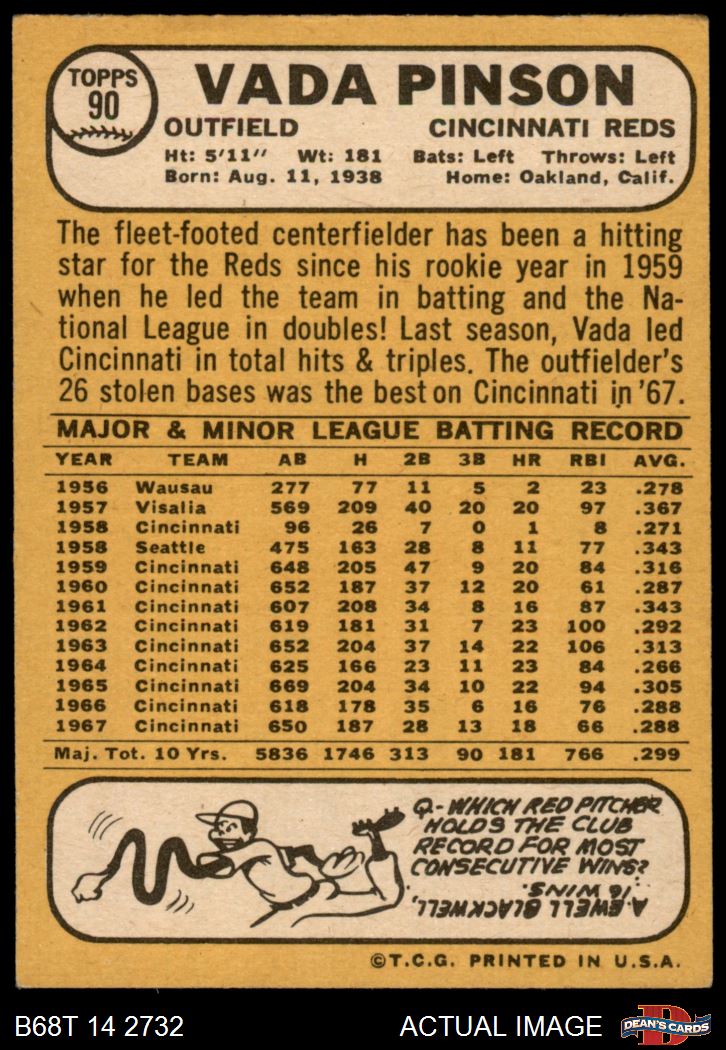 TOPPS
90
VADA PINSON
OUTFIELD CINCINNATI REDS
Ht: 5'11" Wt: 181 Bats: Left Throws: Left
Born: Aug. 11, 1938 Home: Oakland, Calif.
The fleet-footed centerfielder has been a hitting
star for the Reds since his rookie year in 1959
when he led the team in batting and the Na-
tional League in doubles! Last season, Vada led
Cincinnati in total hits & triples. The outfielder's
26 stolen bases was the best on Cincinnati in '67.
MAJOR & MINOR LEAGUE BATTING RECORD
YEAR TEAM AB H 2B 3B HR RBI AVG.
1956 Wausau 277 77 11 5 2 23 .278
1957 Visalia 569 209 40 20 20 97 .367
1958 Cincinnati 96 26 7 0 1 8 .271
1958 Seattle 475 163 28 8 11 77 .343
1959 Cincinnati 648 205 47 9 20 84 .316
1960 Cincinnati 652 187 37 12 20 61 .287
1961 Cincinnati 607 208 34 8 16 87 .343
1962 Cincinnati 619 181 31 7 23 100 .292
1963 Cincinnati 652 204 37 14 22 106 .313
1964 Cincinnati 625 166 23 11 23 84 .266
1965 Cincinnati 669 204 34 10 22 94 .305
1966 Cincinnati 618 178 35 6 16 76 .288
1967 Cincinnati 650 187 28 13 18 66 .288
Maj. Tot. 10 Yrs. 5836 1746 313 90 181 766 .299
Q-WHICH RED PITCHER
HOLDS THE CLUB
RECORD FOR MOST
CONSECUTIVE WINS?
A. EWELL BLACKWELL,
16 WINS.
©T.C.G. PRINTED IN U.S.A.
B68T 14 2732 ACTUAL IMAGE
D
DEAN'S CARDS